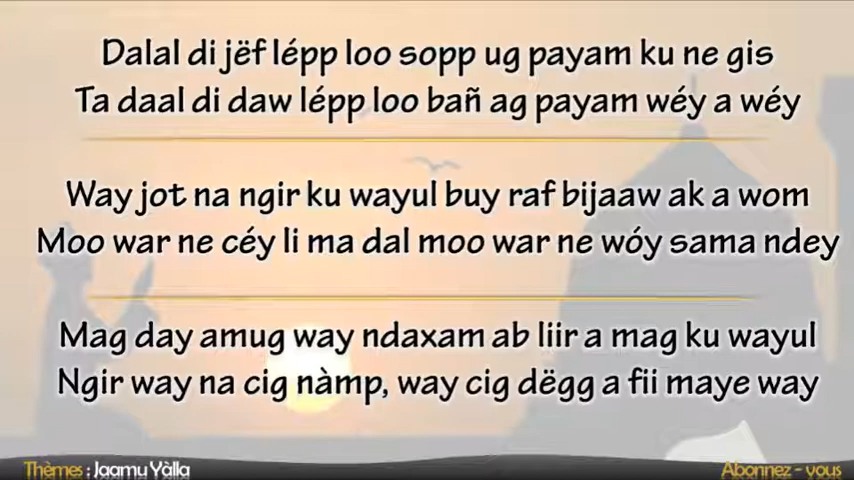 Dalal di jëf lépp loo sopp ug payam ku ne gis
Ta daal di daw lépp loo bañ ag payam wéy a wéy
Way jot na ngir ku wayul buy raf bijaaw ak a wom
Moo war ne céy li ma dal moo war ne wóy sama ndey
Mag day amug way ndaxam ab liir a mag ku wayul
Ngir way na cig nàmp, way cig dëgg a fii maye way
Thèmes : Jaamu Yàlla
Abonnez - vous